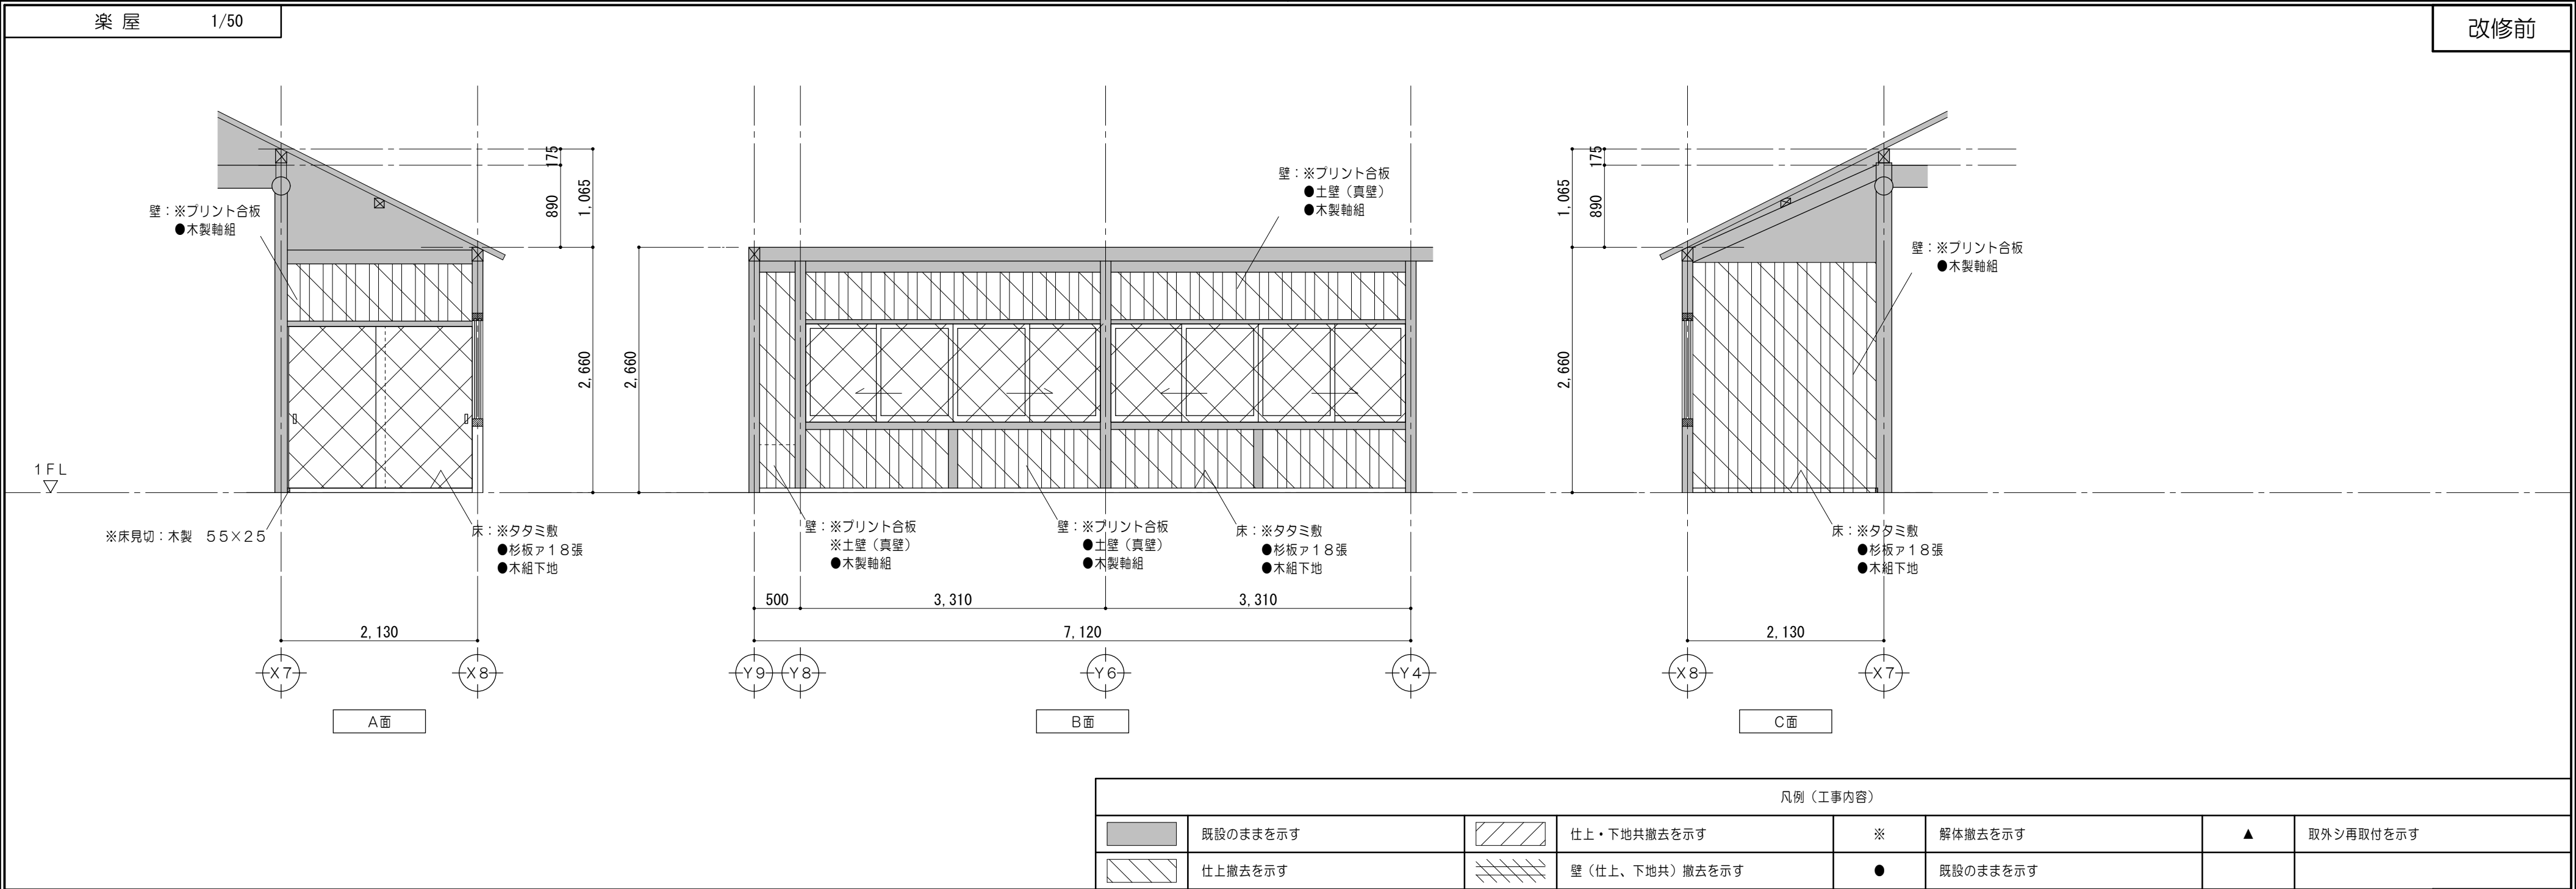 楽屋 1/50
改修前
175
890
1,065
2,660
壁：※プリント合板
●木製軸組
1FL
※床見切：木製 55×25
床：※タタミ敷
●杉板ァ18張
●木組下地
2,130
X7
X8
A面
2,660
壁：※プリント合板
●土壁（真壁）
●木製軸組
壁：※プリント合板
※土壁（真壁）
●木製軸組
壁：※プリント合板
●土壁（真壁）
●木製軸組
床：※タタミ敷
●杉板ァ18張
●木組下地
500
3,310
3,310
7,120
Y9
Y8
Y6
Y4
B面
175
890
1,065
2,660
壁：※プリント合板
●木製軸組
床：※タタミ敷
●杉板ァ18張
●木組下地
2,130
X8
X7
C面
凡例（工事内容）
既設のままを示す 仕上・下地共撤去を示す ※ 解体撤去を示す ▲ 取外シ再取付を示す
仕上撤去を示す 壁（仕上、下地共）撤去を示す ● 既設のままを示す